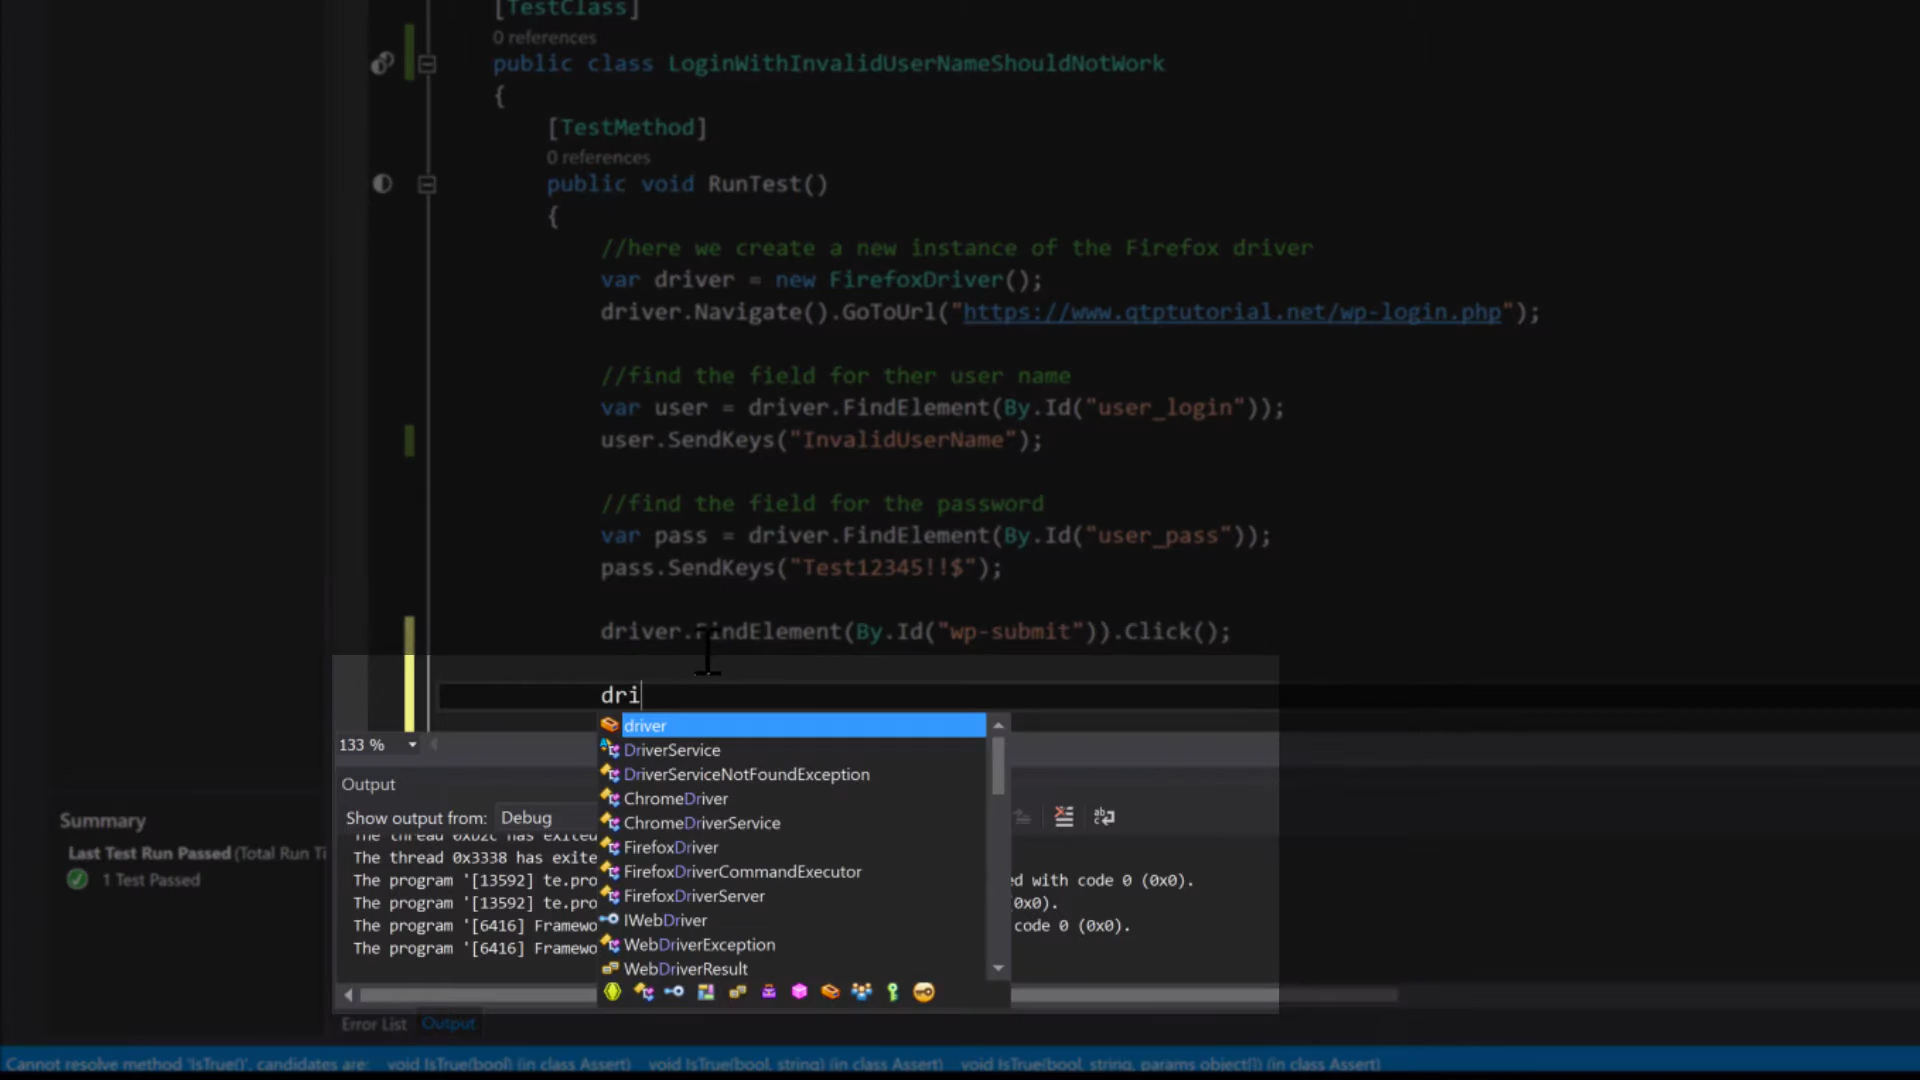 [TestClass]
0 references
public class LoginWithInvalidUserNameShouldNotWork
{
[TestMethod]
0 references
public void RunTest()
{
//here we create a new instance of the Firefox driver
var driver = new FirefoxDriver();
driver.Navigate().GoToUrl("https://www.qtptutorial.net/wp-login.php");
//find the field for ther user name
var user = driver.FindElement(By.Id("user_login"));
user.SendKeys("InvalidUserName");
//find the field for the password
var pass = driver.FindElement(By.Id("user_pass"));
pass.SendKeys("Test12345!!$");
driver.FindElement(By.Id("wp-submit")).Click();
dri
driver
DriverService
DriverServiceNotFoundException
ChromeDriver
ChromeDriverService
FirefoxDriver
FirefoxDriverCommandExecutor
FirefoxDriverServer
IWebDriver
WebDriverException
WebDriverResult
133 %
Output
Show output from: Debug
The thread 0xb2c has exited
The thread 0x3338 has exite
The program '[13592] te.pro ed with code 0 (0x0).
The program '[13592] te.pro (0x0).
The program '[6416] Framewo code 0 (0x0).
The program '[6416] Framewo
Error List Output
Summary
Last Test Run Passed (Total Run Ti
1 Test Passed
Cannot resolve method 'IsTrue()', candidates are: void IsTrue(bool) (in class Assert) void IsTrue(bool, string) (in class Assert) void IsTrue(bool, string, params object[]) (in class Assert)